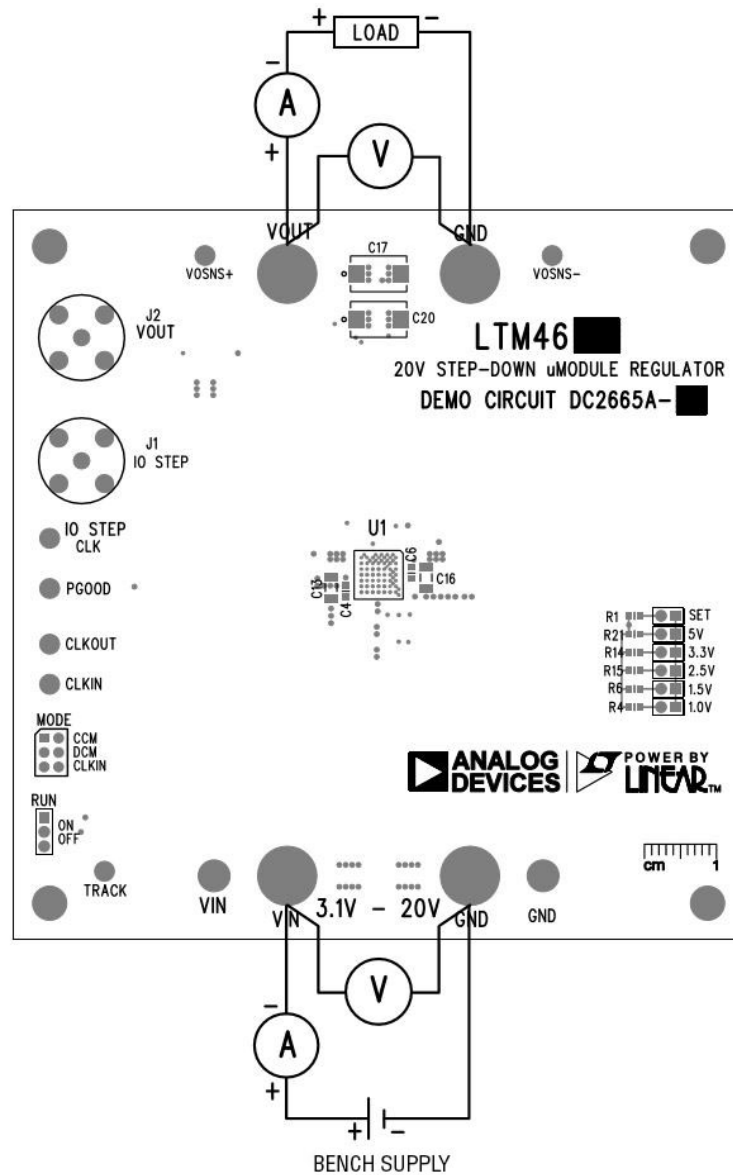 + LOAD -
-
A
+
V
VOUT
GND
C17
VOSNS+
VOSNS-
J2
VOUT
C20
LTM46
20V STEP-DOWN uMODULE REGULATOR
DEMO CIRCUIT DC2665A-
J1
IO STEP
U1
IO STEP
CLK
C6
PGOOD
C13
C4
C16
CLKOUT
CLKIN
R1 SET
R21 5V
R14 3.3V
R15 2.5V
R6 1.5V
R4 1.0V
MODE
CCM
DCM
CLKIN
ANALOG
DEVICES
POWER BY
LINEAR™
RUN
ON
OFF
cm 1
TRACK
VIN
VIN
3.1V - 20V
GND
GND
V
-
A
+
+ -
BENCH SUPPLY